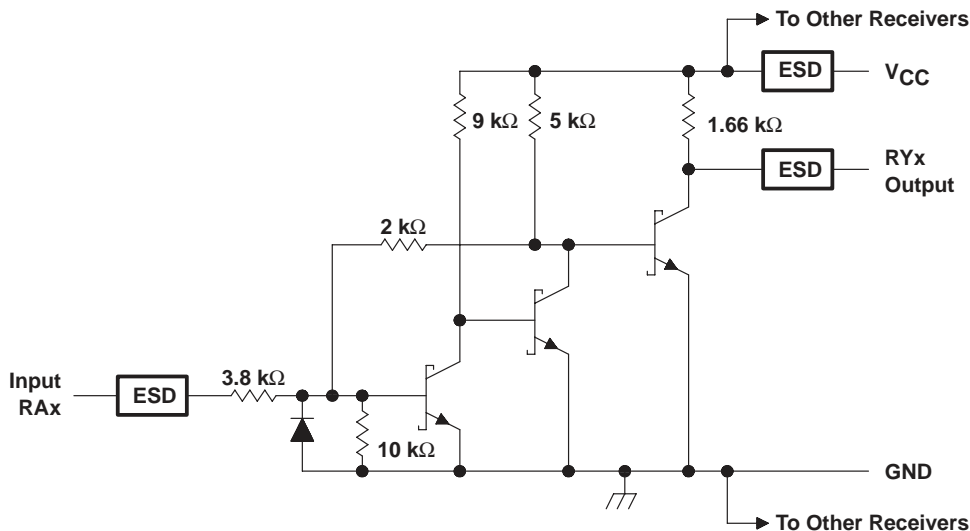 To Other Receivers
ESD
VCC
9 kΩ
5 kΩ
1.66 kΩ
ESD
RYx
Output
2 kΩ
Input
RAx
ESD
3.8 kΩ
10 kΩ
GND
To Other Receivers